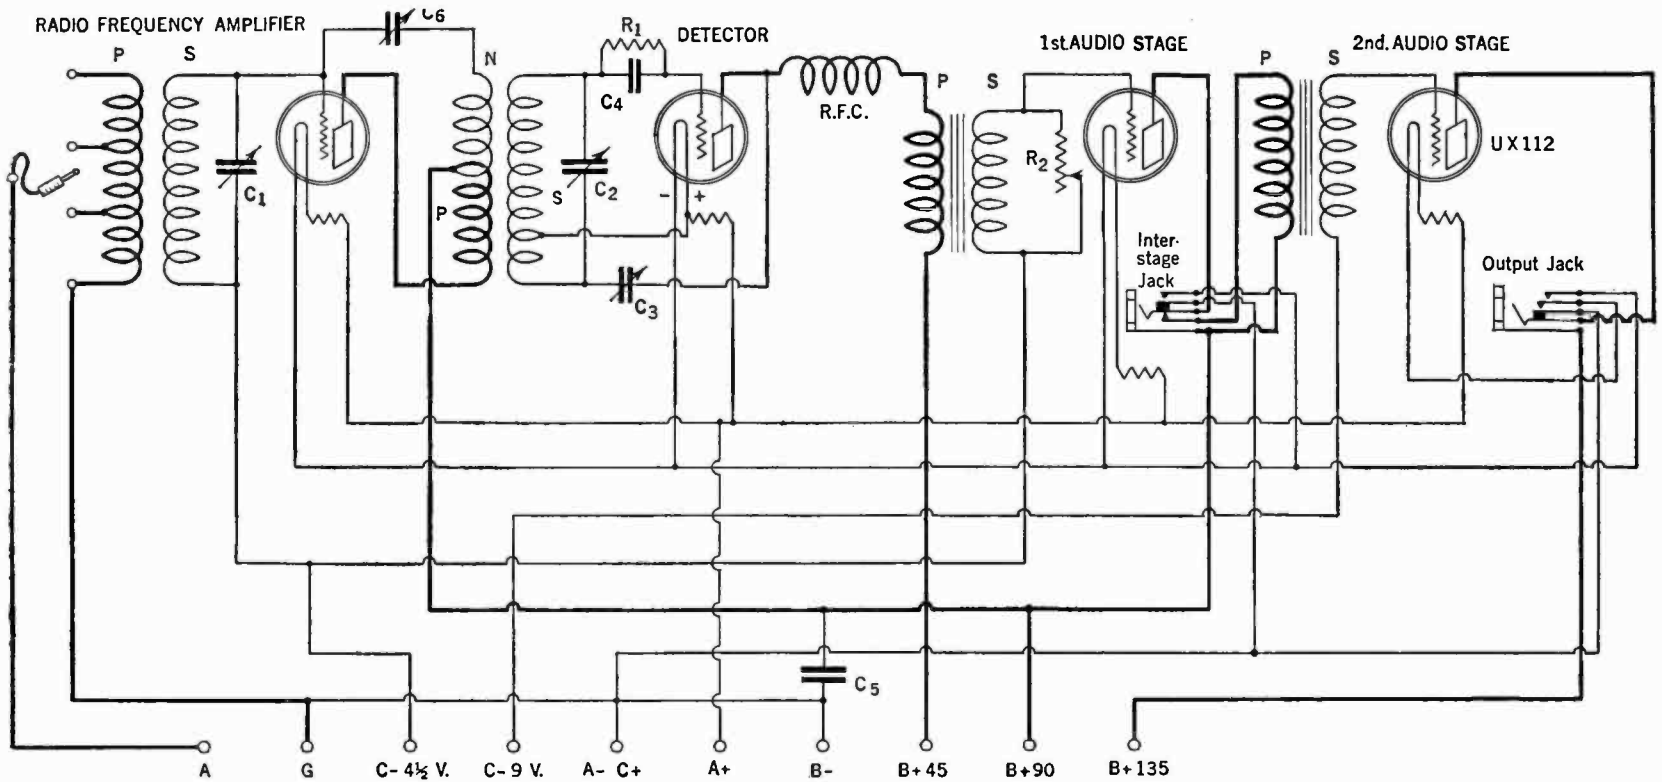 RADIO FREQUENCY AMPLIFIER
C6
R1
DETECTOR
1st. AUDIO STAGE
2nd. AUDIO STAGE
P
S
N
C4
R.F.C.
P
S
P
S
UX112
C1
P
S
C2
- +
R2
Inter-
stage
Jack
Output Jack
C3
C5
A
G
C-4½ V.
C-9 V.
A- C+
A+
B-
B+45
B+90
B+135